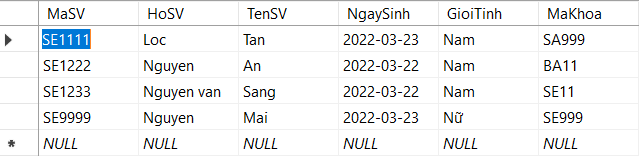 MaSV HoSV TenSV NgaySinh GioiTinh MaKhoa
SE1111 Loc Tan 2022-03-23 Nam SA999
SE1222 Nguyen An 2022-03-22 Nam BA11
SE1233 Nguyen van Sang 2022-03-22 Nam SE11
SE9999 Nguyen Mai 2022-03-23 Nữ SE999
NULL NULL NULL NULL NULL NULL